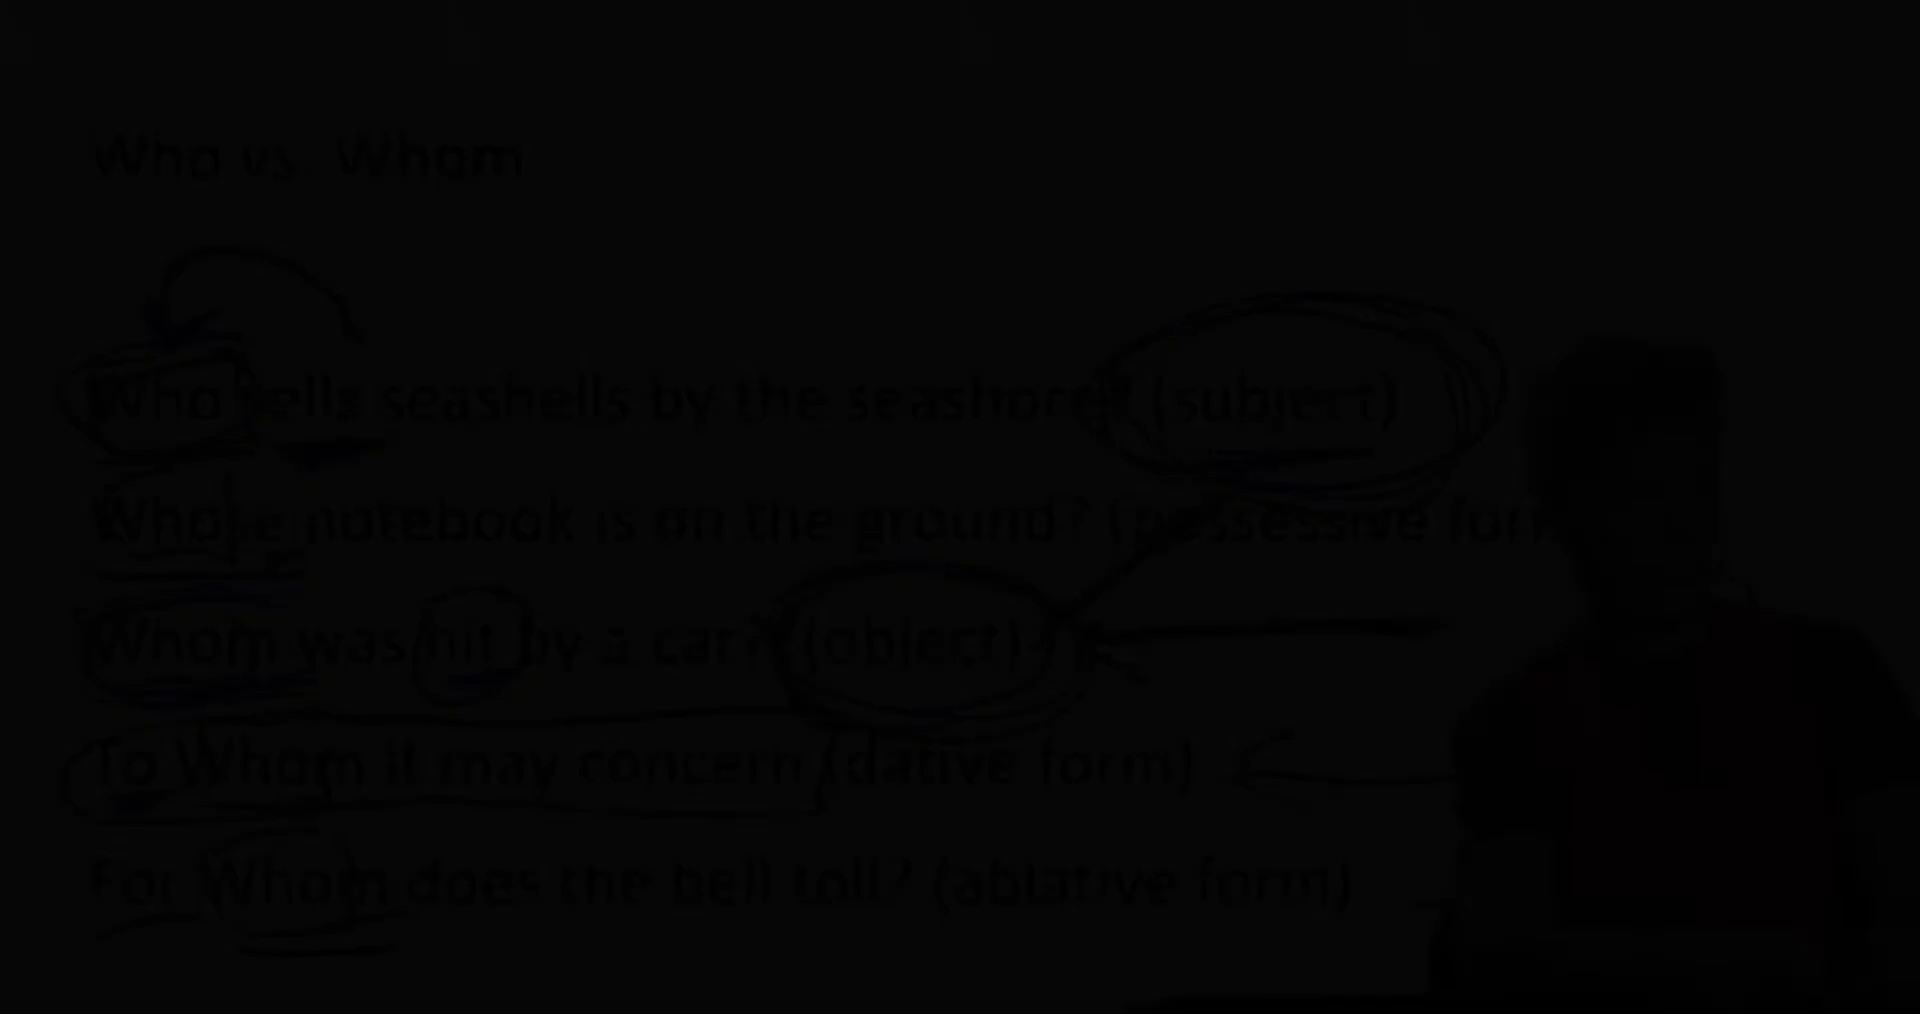 Who vs. Whom
Who sells seashells by the seashore? (subject)
Whose notebook is on the ground? (possessive
Whom was hit by a car? (object)
To Whom it may concern (dative form)
For Whom does the bell toll? (ablative form)